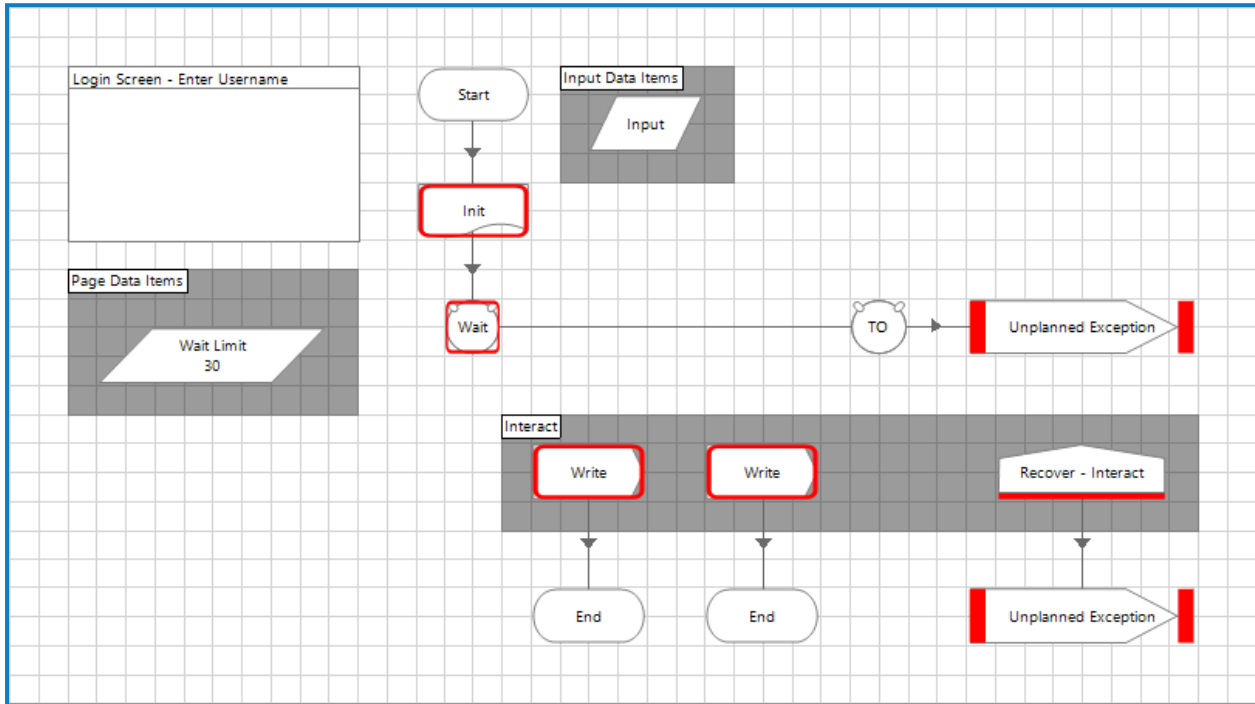 Login Screen - Enter Username
Start
Input Data Items
Input
Init
Page Data Items
Wait Limit
30
Wait
TO
Unplanned Exception
Interact
Write
Write
Recover - Interact
End
End
Unplanned Exception